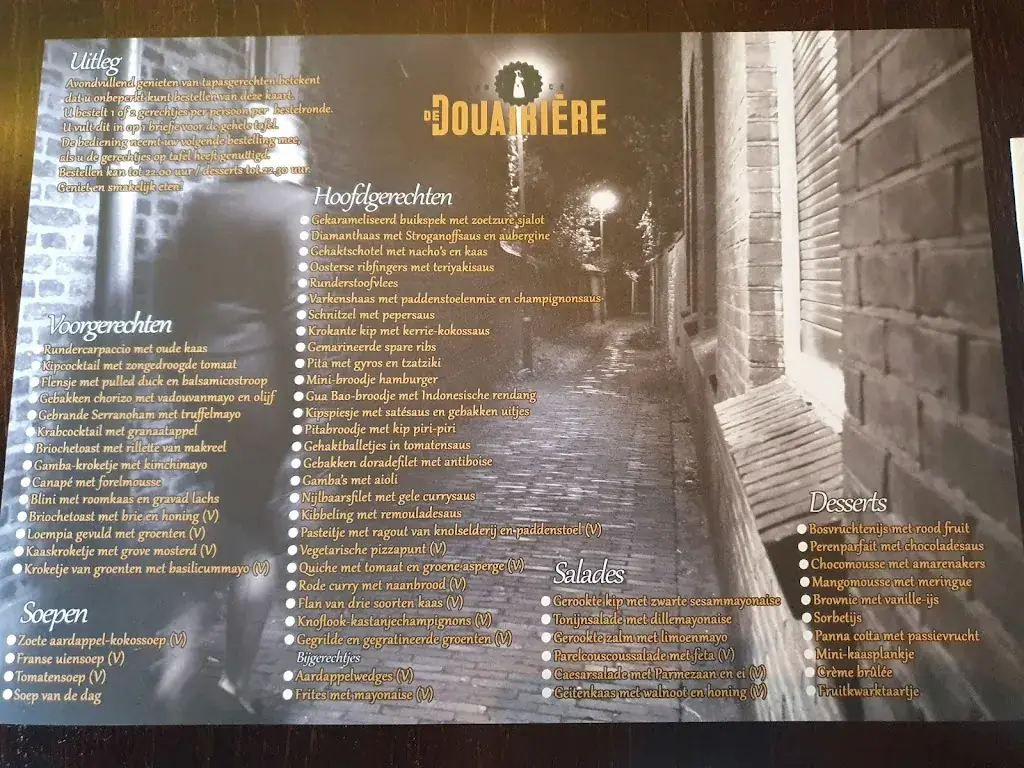 Uitleg
Avondvullend genieten van tapasgerechten betekent
dat u onbeperkt kunt bestellen van deze kaart.
U bestelt 1 of 2 gerechtjes per persoon per bestelronde.
U vult dit in op 1 briefje voor de gehele tafel.
De bediening neemt uw volgende bestelling mee,
als u de gerechtjes op tafel heeft genuttigd.
Bestellen kan tot 22.00 uur / desserts tot 22.30 uur.
Geniet en smakelijk eten!
DE DOUAIRIÈRE
Voorgerechten
Rundercarpaccio met oude kaas
Kipcocktail met zongedroogde tomaat
Flensje met pulled duck en balsamicostroop
Gebakken chorizo met vadouvanmayo en olijf
Gebrande Serranoham met truffelmayo
Krabcocktail met granaatappel
Briochetoast met rillette van makreel
Gamba-kroketje met kimchimayo
Canapé met forelmousse
Blini met roomkaas en gravad lachs
Briochetoast met brie en honing (V)
Loempia gevuld met groenten (V)
Kaaskroketje met grove mosterd (V)
Kroketje van groenten met basilicummayo (V)
Soepen
Zoete aardappel-kokossoep (V)
Franse uiensoep (V)
Tomatensoep (V)
Soep van de dag
Hoofdgerechten
Gekarameliseerd buikspek met zoetzure sjalot
Diamanthaas met Stroganoffsaus en aubergine
Gehaktschotel met nacho's en kaas
Oosterse ribfingers met teriyakisaus
Runderstoofvlees
Varkenshaas met paddenstoelenmix en champignonsaus
Schnitzel met pepersaus
Krokante kip met kerrie-kokossaus
Gemarineerde spare ribs
Pita met gyros en tzatziki
Mini-broodje hamburger
Gua Bao-broodje met Indonesische rendang
Kipspiesje met satésaus en gebakken uitjes
Pitabroodje met kip piri-piri
Gehaktballetjes in tomatensaus
Gebakken doradefilet met antiboise
Gamba's met aioli
Nijlbaarsfilet met gele currysaus
Kibbeling met remouladesaus
Pasteitje met ragout van knolselderij en paddenstoel (V)
Vegetarische pizzapunt (V)
Quiche met tomaat en groene asperge (V)
Rode curry met naanbrood (V)
Flan van drie soorten kaas (V)
Knoflook-kastanjechampignons (V)
Gegrilde en gegratineerde groenten (V)
Bijgerechtjes
Aardappelwedges (V)
Frites met mayonaise (V)
Salades
Gerookte kip met zwarte sesammayonaise
Tonijnsalade met dillemayonaise
Gerookte zalm met limoenmayo
Parelcouscoussalade met feta (V)
Caesarsalade met Parmezaan en ei (V)
Geitenkaas met walnoot en honing (V)
Desserts
Bosvruchtenijs met rood fruit
Perenparfait met chocoladesaus
Chocomousse met amarenakers
Mangomousse met meringue
Brownie met vanille-ijs
Sorbetijs
Panna cotta met passievrucht
Mini-kaasplankje
Crème brûlée
Fruitkwarktaartje